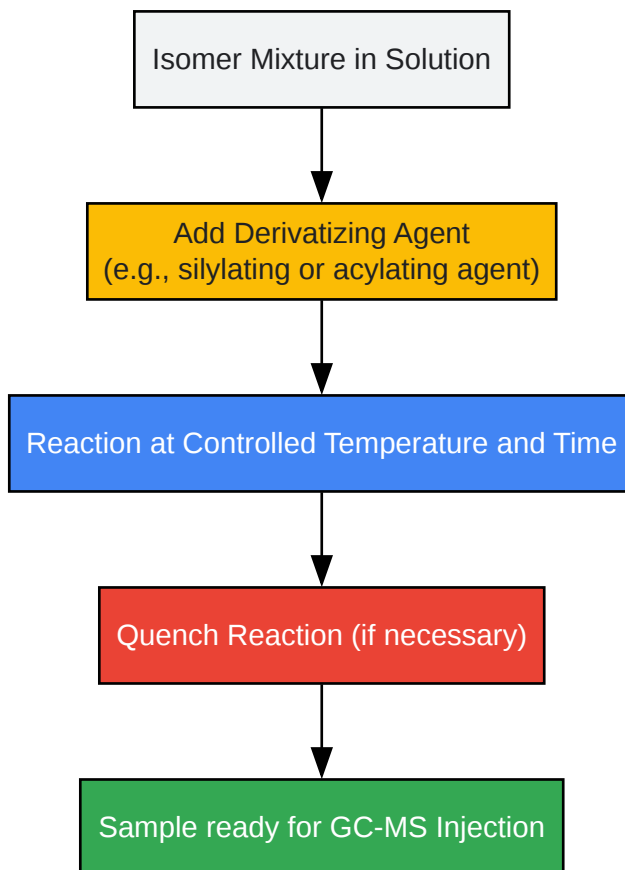 Isomer Mixture in Solution
Add Derivatizing Agent
(e.g., silylating or acylating agent)
Reaction at Controlled Temperature and Time
Quench Reaction (if necessary)
Sample ready for GC-MS Injection